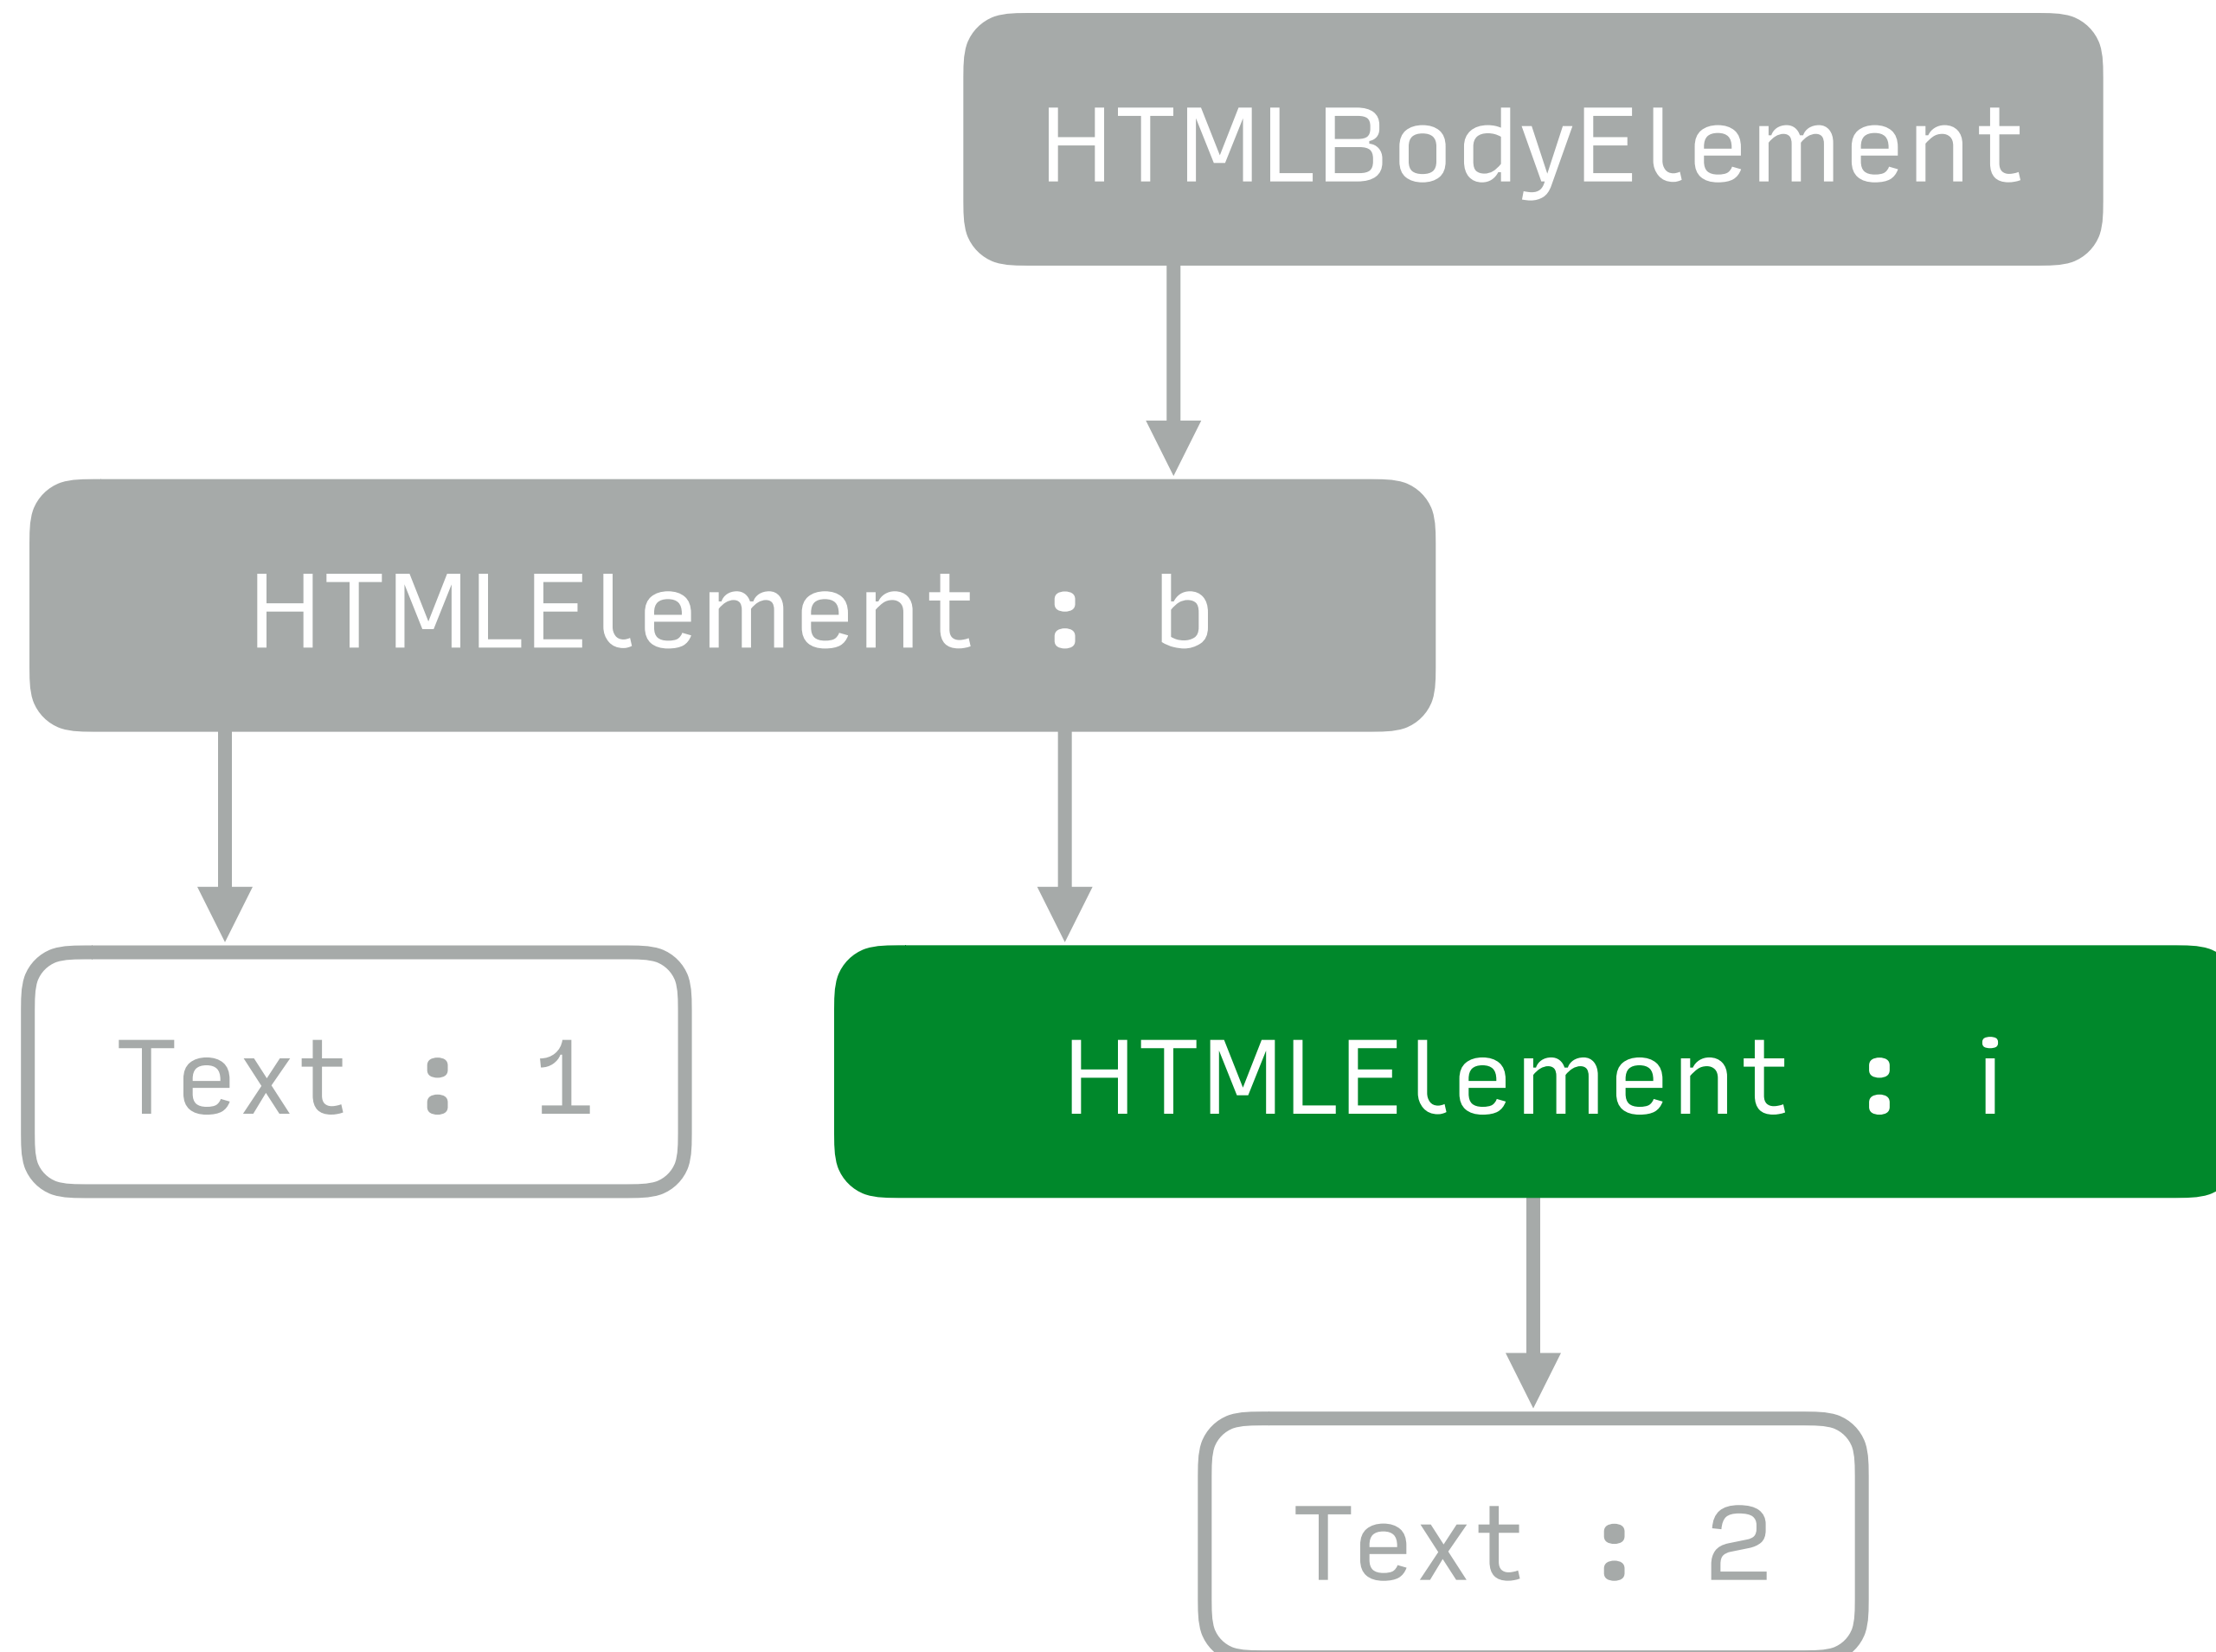 HTMLBodyElement
HTMLElement : b
Text : 1
HTMLElement : i
Text : 2